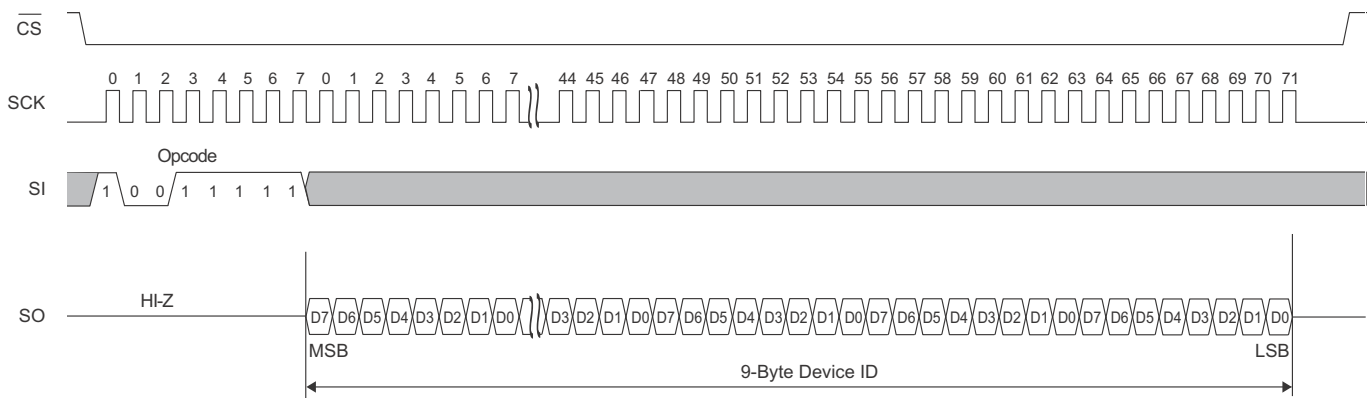 CS
0 1 2 3 4 5 6 7 0 1 2 3 4 5 6 7 44 45 46 47 48 49 50 51 52 53 54 55 56 57 58 59 60 61 62 63 64 65 66 67 68 69 70 71
SCK
Opcode
SI 1 0 0 1 1 1 1 1
HI-Z
SO D7 D6 D5 D4 D3 D2 D1 D0 D3 D2 D1 D0 D7 D6 D5 D4 D3 D2 D1 D0 D7 D6 D5 D4 D3 D2 D1 D0 D7 D6 D5 D4 D3 D2 D1 D0
MSB LSB
9-Byte Device ID